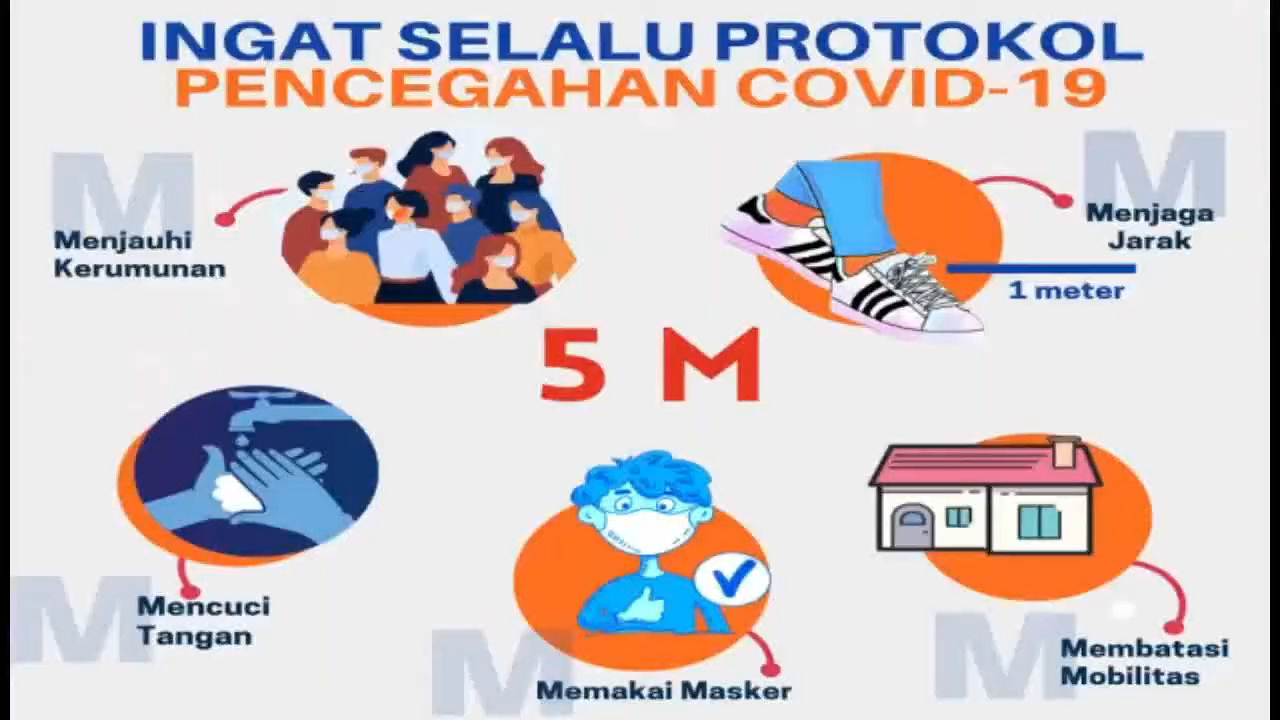 INGAT SELALU PROTOKOL
PENCEGAHAN COVID-19
M
Menjauhi
Kerumunan
M
Menjaga
Jarak
1 meter
5 M
M
Mencuci
Tangan
M
Memakai Masker
M
Membatasi
Mobilitas